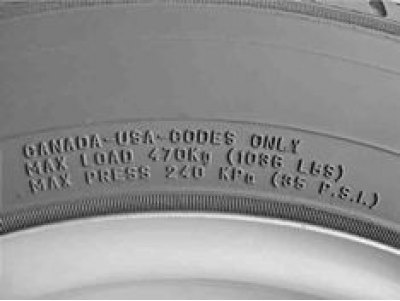 CANADA-USA-CODES ONLY
MAX LOAD 470Kg (1036 LBS)
MAX PRESS 240 KPa (35 P.S.I.)